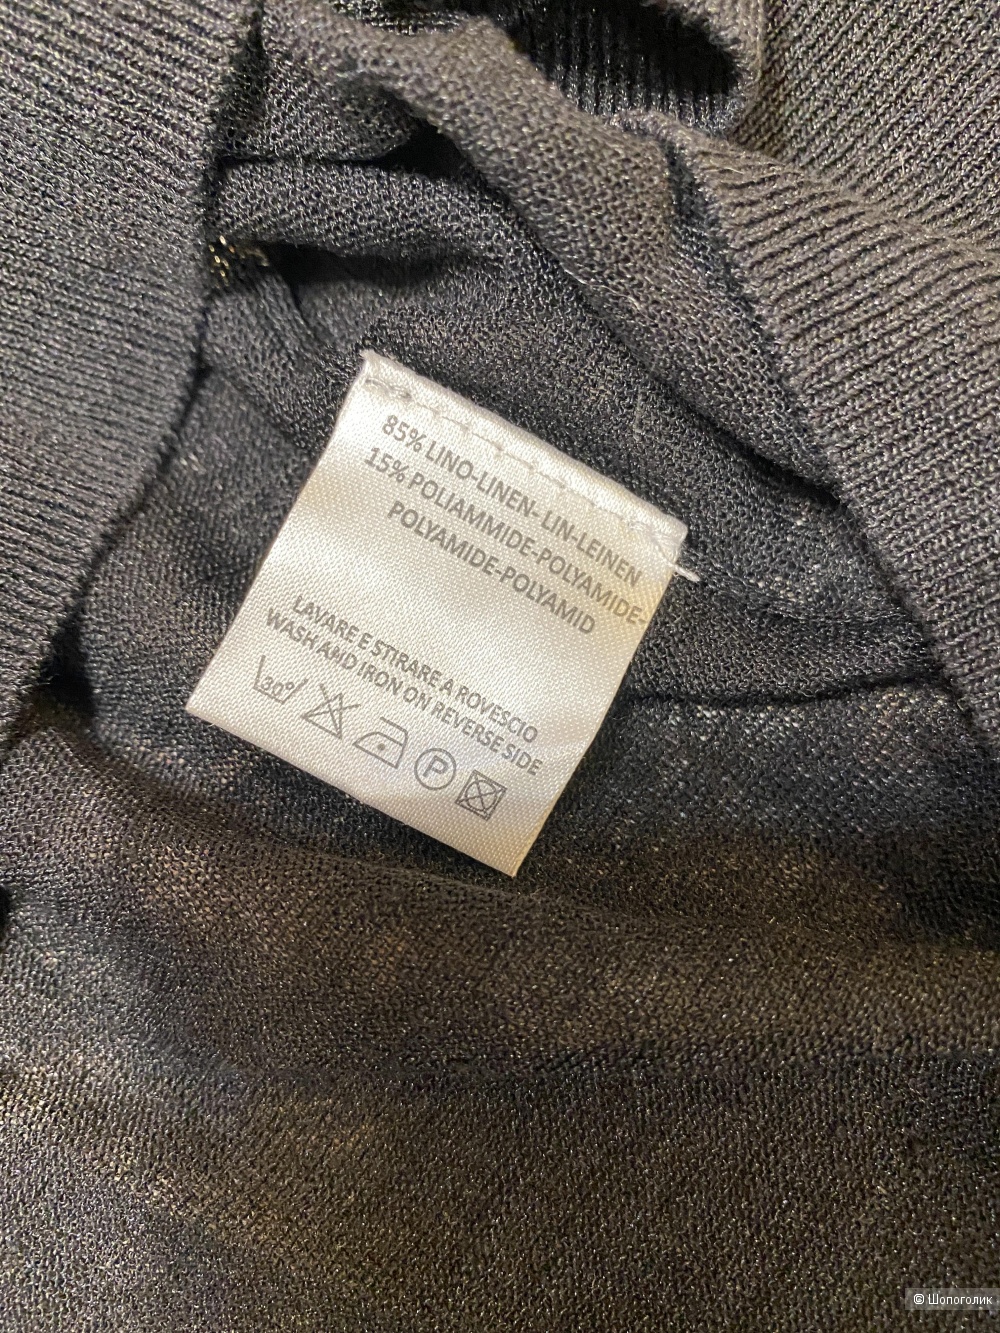 85% LINO-LINEN- LIN-LEINEN
15% POLIAMMIDE-POLYAMIDE-
POLYAMIDE-POLYAMID
LAVARE E STIRARE A ROVESCIO
WASH AND IRON ON REVERSE SIDE
30°
P
© Шопоголик